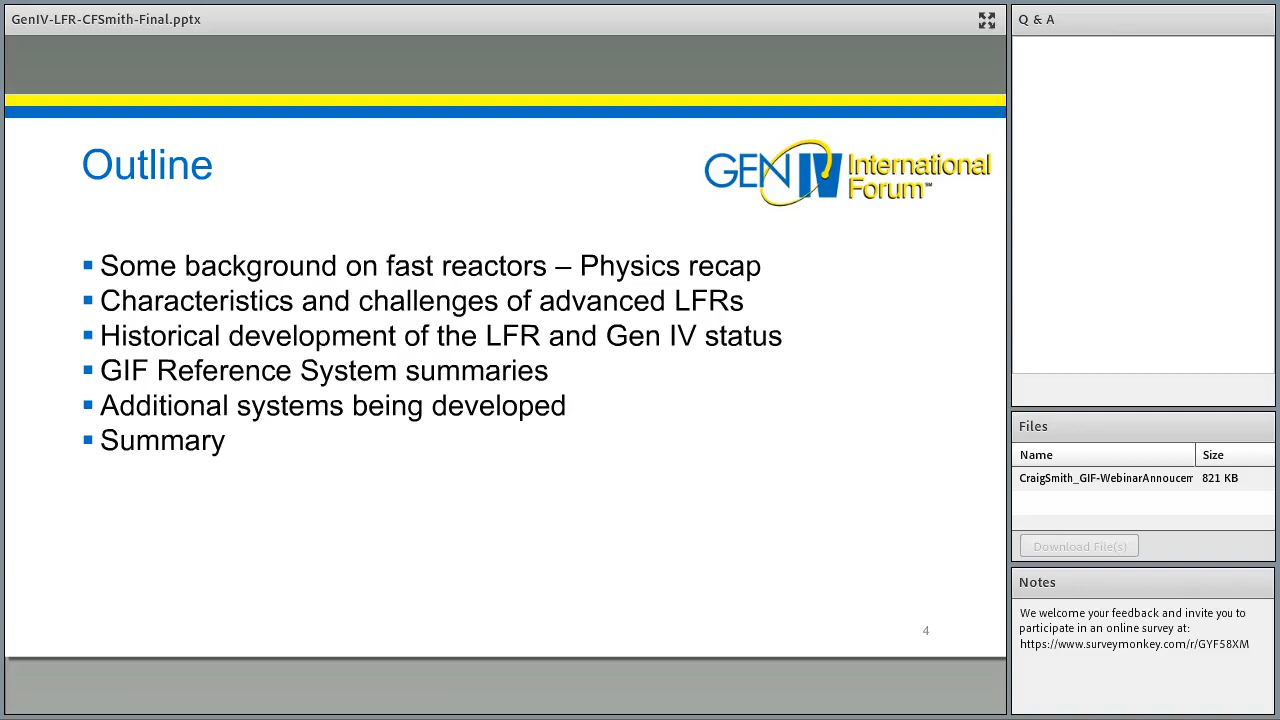 GenIV-LFR-CFSmith-Final.pptx
Outline
GEN IV International
Forum™
Some background on fast reactors – Physics recap
Characteristics and challenges of advanced LFRs
Historical development of the LFR and Gen IV status
GIF Reference System summaries
Additional systems being developed
Summary
4
Q & A
Files
Name Size
CraigSmith_GIF-WebinarAnnoucem 821 KB
Download File(s)
Notes
We welcome your feedback and invite you to
participate in an online survey at:
https://www.surveymonkey.com/r/GYF58XM